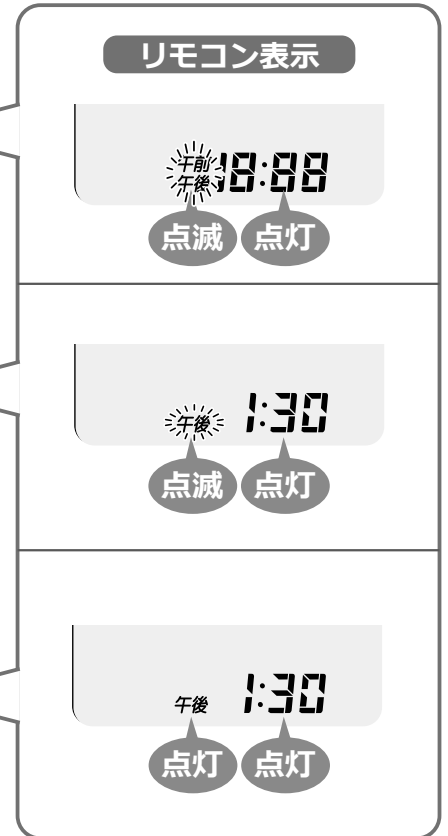 リモコン表示
午前
午後 18:88
点滅 点灯
午後 1:30
点滅 点灯
午後 1:30
点灯 点灯